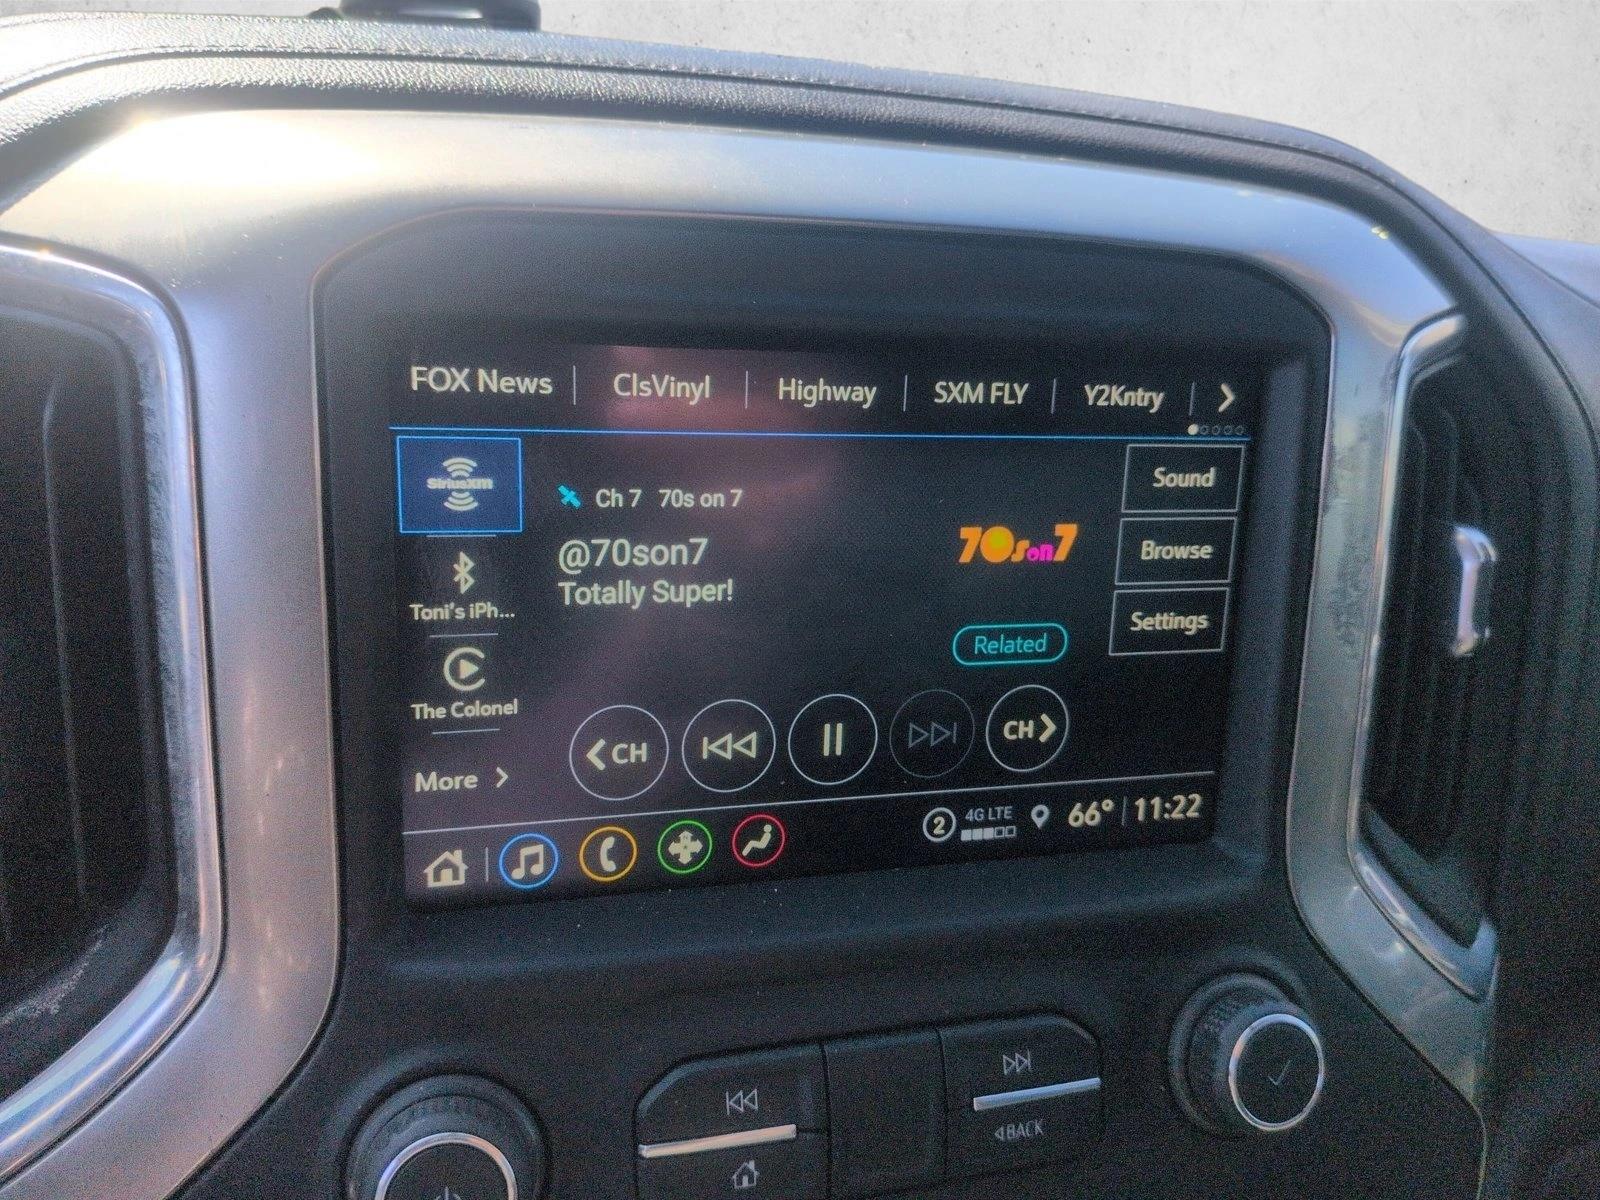 FOX News ClsVinyl Highway SXM FLY Y2Kntry
SiriusXM
Ch 7 70s on 7
@70son7
Totally Super!
70s on 7
Sound
Browse
Settings
Toni's iPh...
Related
The Colonel
CH CH
More
2 4G LTE 66° 11:22
BACK